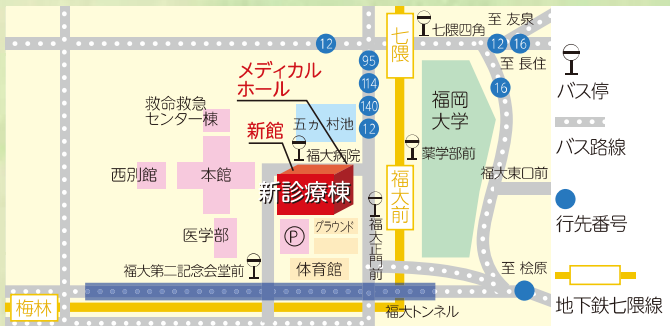 至 友泉
七隈四角
12
七隈
12
16
至 長住
95
メディカル
ホール
114
16
140
12
福岡
大学
救命救急
センター棟
新館
五か村池
福大病院
薬学部前
西別館
本館
新診療棟
福大前
福大東口前
医学部
P
グラウンド
福大正門前
福大第二記念会堂前
体育館
至 桧原
梅林
福大トンネル
バス停
バス路線
行先番号
地下鉄七隈線